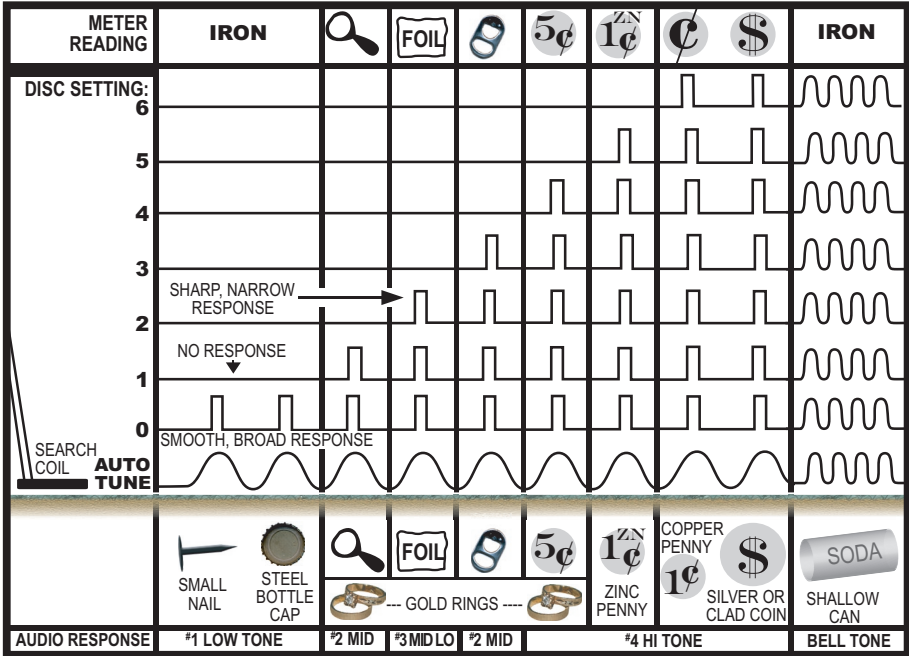 METER
READING
IRON
FOIL
5¢
1¢ ZN
¢
$
IRON
DISC SETTING:
6
5
4
3
SHARP, NARROW
RESPONSE
2
NO RESPONSE
1
0
SMOOTH, BROAD RESPONSE
SEARCH
COIL
AUTO
TUNE
SMALL
NAIL
STEEL
BOTTLE
CAP
FOIL
5¢
1¢ ZN
ZINC
PENNY
COPPER
PENNY
1¢
$
SILVER OR
CLAD COIN
SODA
SHALLOW
CAN
--- GOLD RINGS ----
AUDIO RESPONSE
#1 LOW TONE
#2 MID
#3 MID LO
#2 MID
#4 HI TONE
BELL TONE